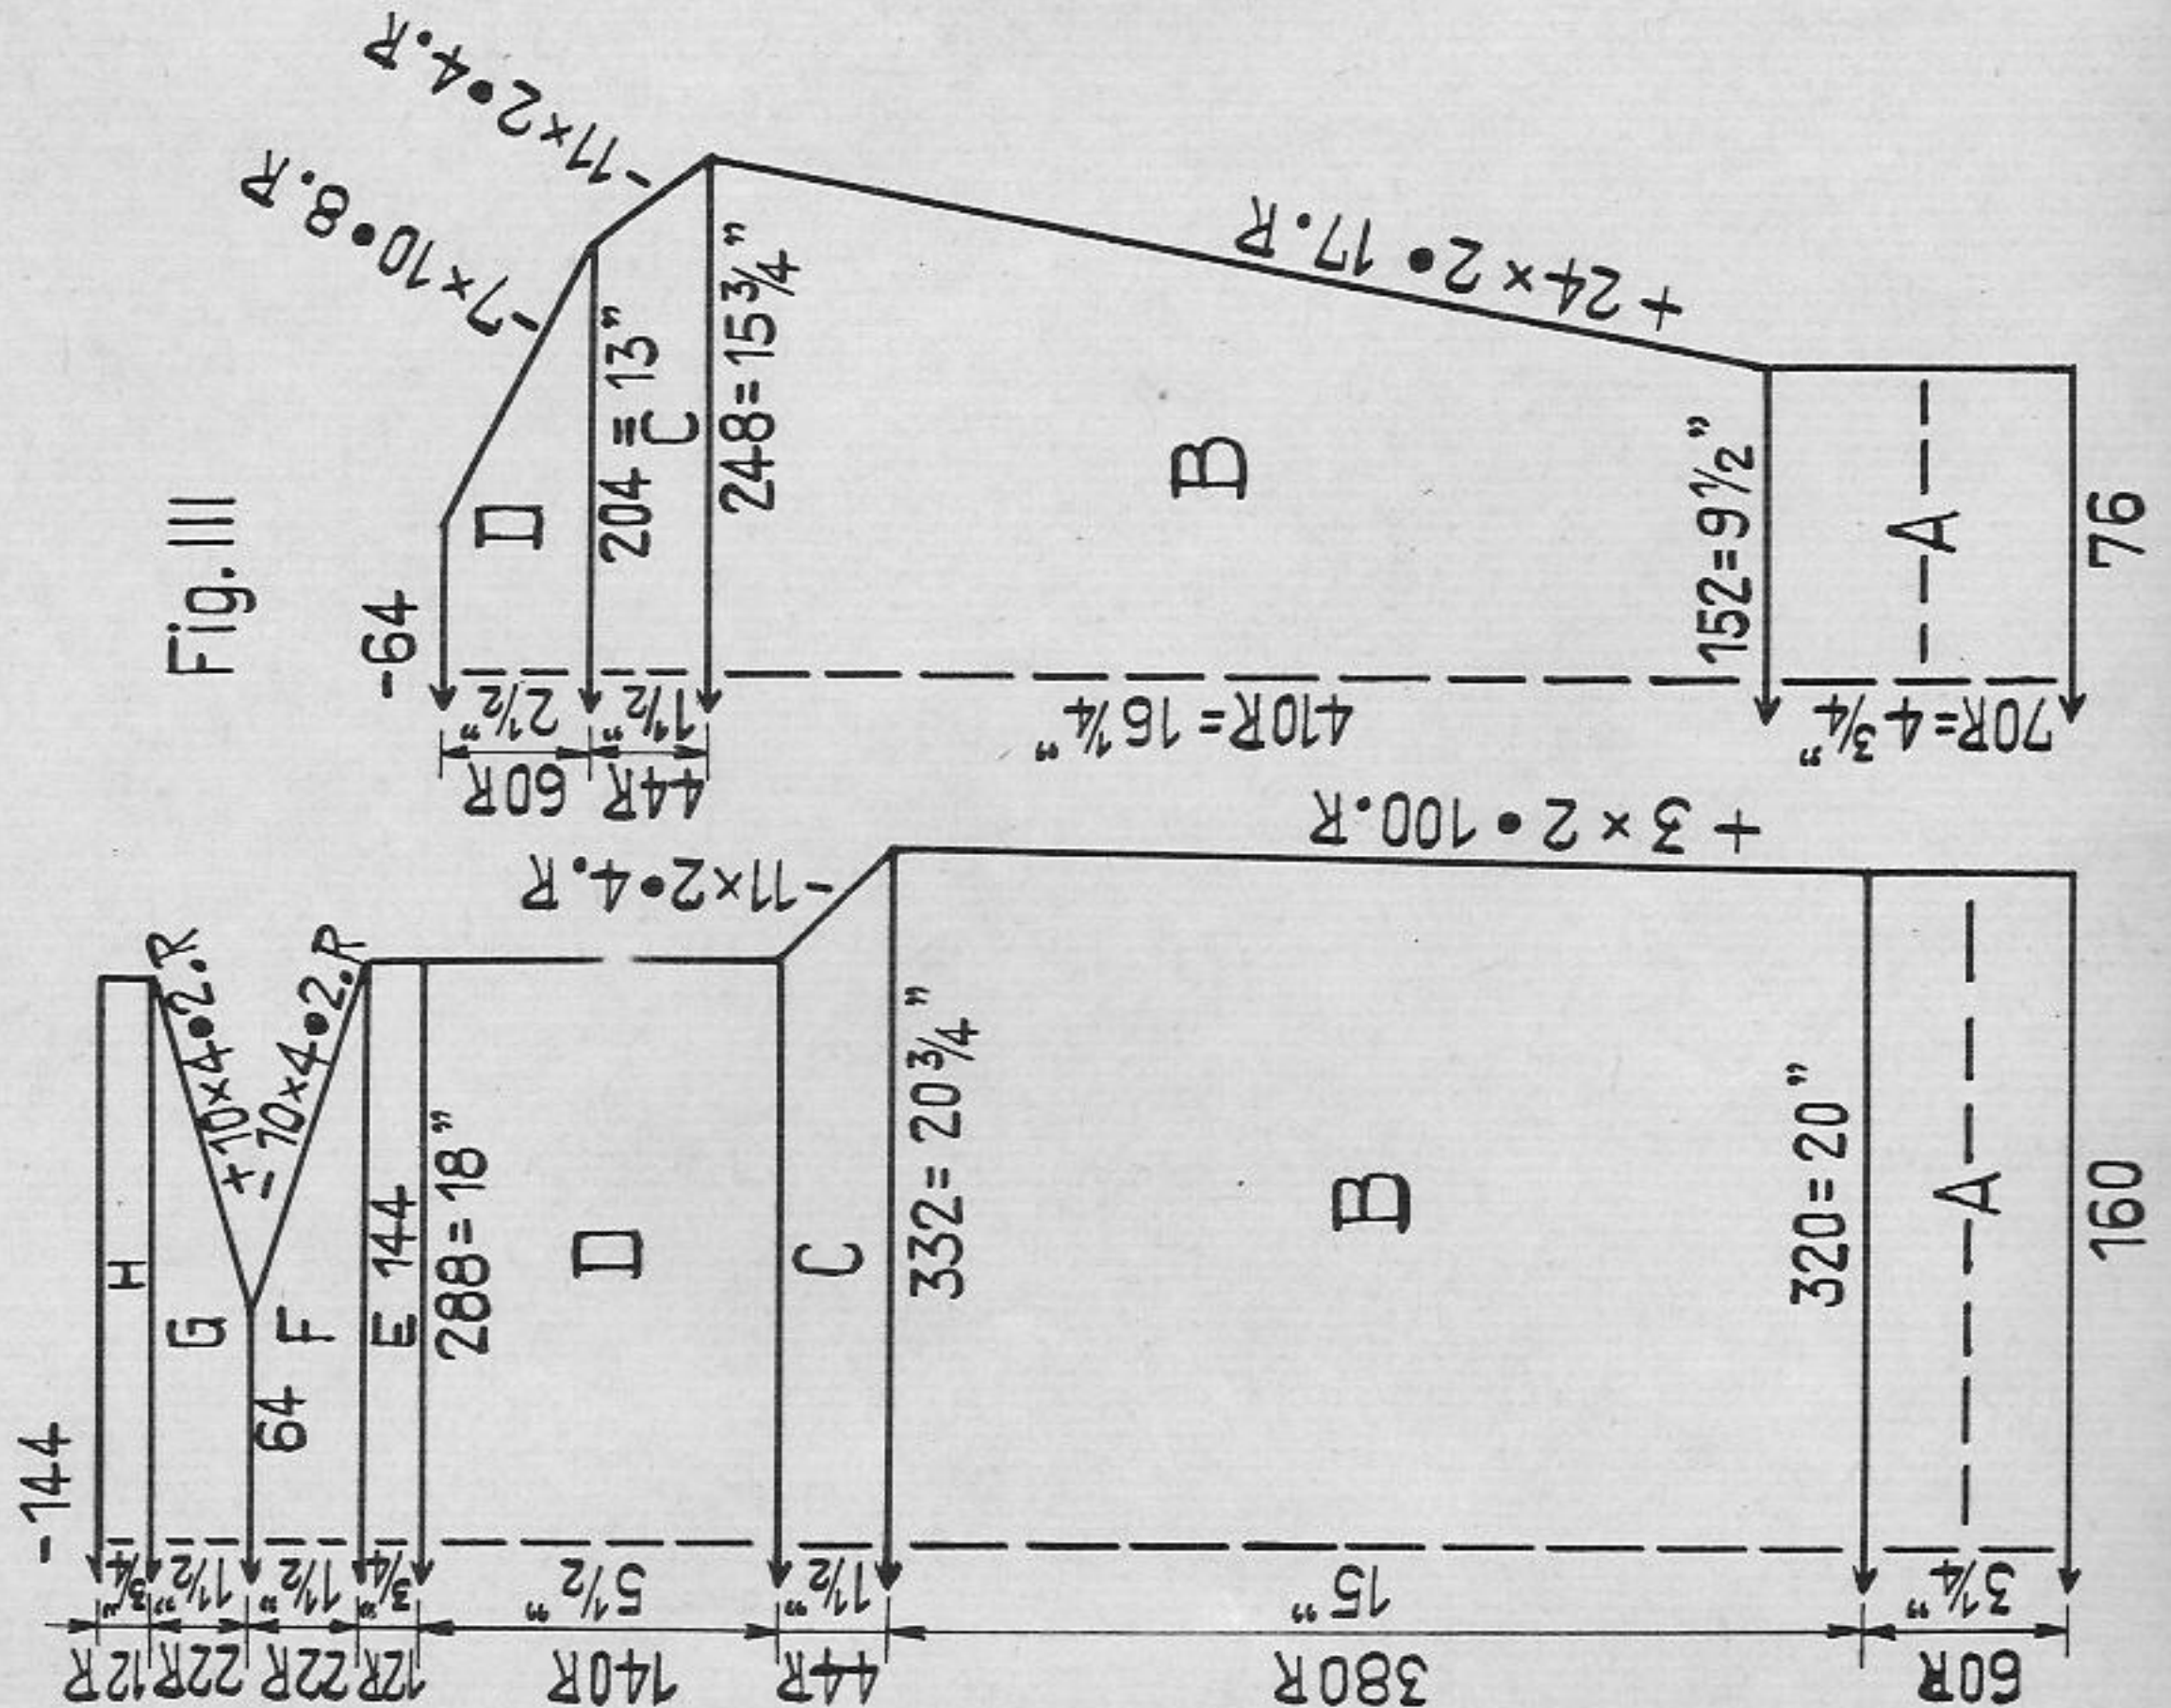 Fig. III
-64
-7×10•8.R
-11×2•4.R
D
204 = 13"
C
248 = 15¾"
+24×2•17.R
B
152 = 9½"
A
76
2½"
60R
1½"
44R
410R = 16¼"
70R = 4¾"
-144
H
+10×4•2.R
G
-10×4•2.R
64
F
E 144
288 = 18"
D
-11×2•4.R
C
332 = 20¾"
+3×2•100.R
B
320 = 20"
A
160
¾"
12R
1½"
22R
1½"
22R
¾"
12R
5½"
140R
1½"
44R
15"
380R
3¼"
60R